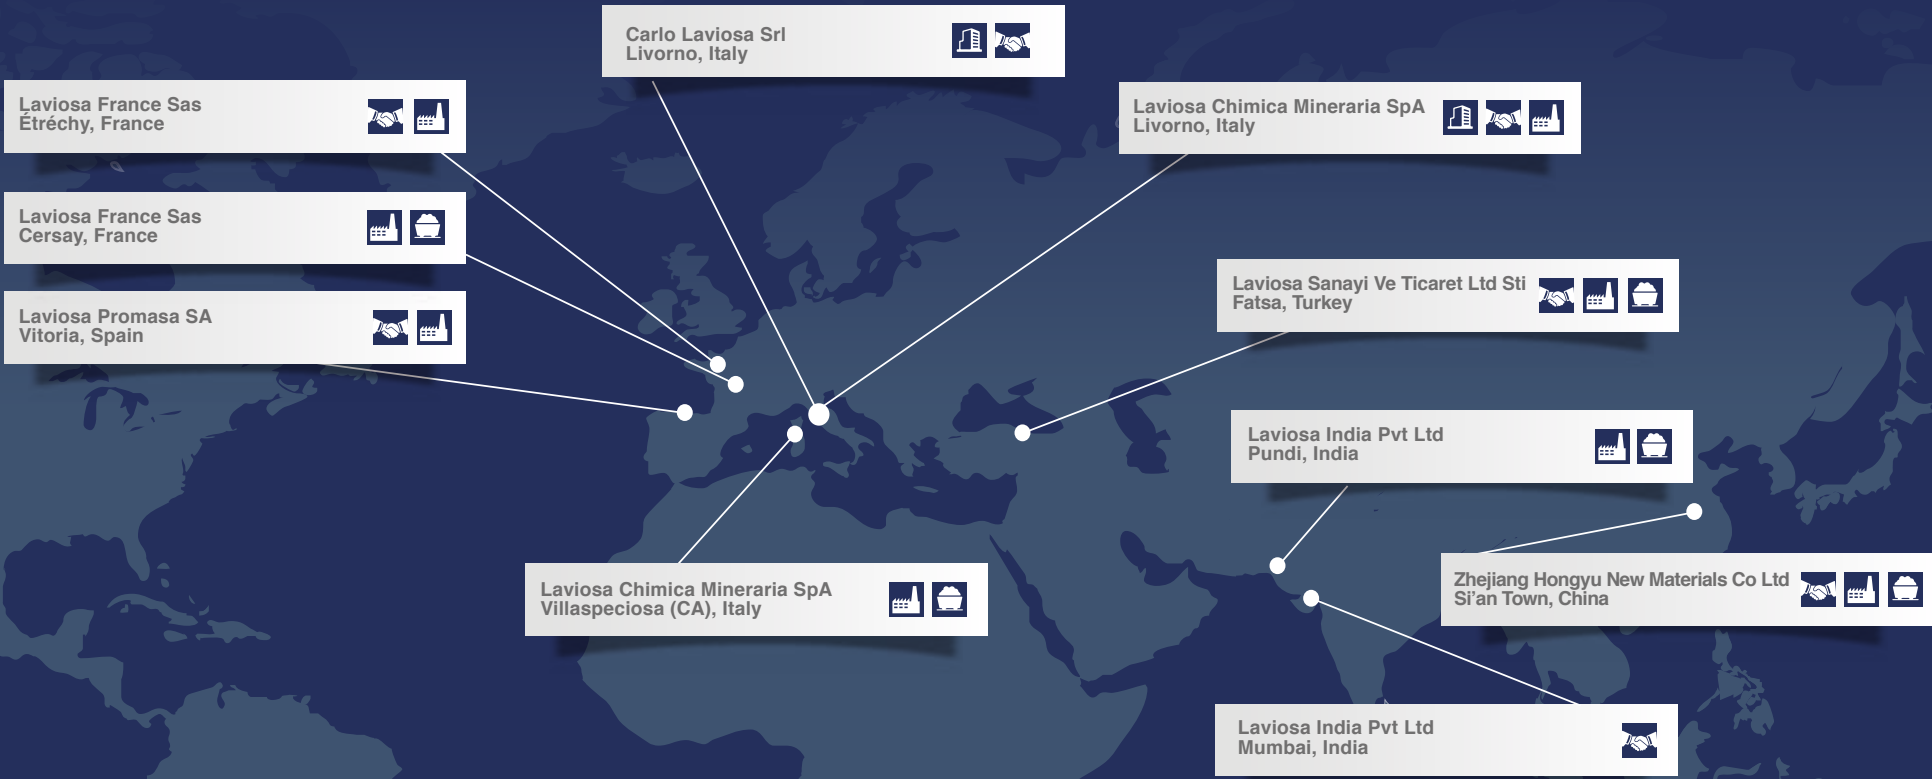 Carlo Laviosa Srl
Livorno, Italy
Laviosa France Sas
Étréchy, France
Laviosa Chimica Mineraria SpA
Livorno, Italy
Laviosa France Sas
Cersay, France
Laviosa Sanayi Ve Ticaret Ltd Sti
Fatsa, Turkey
Laviosa Promasa SA
Vitoria, Spain
Laviosa India Pvt Ltd
Pundi, India
Laviosa Chimica Mineraria SpA
Villaspeciosa (CA), Italy
Zhejiang Hongyu New Materials Co Ltd
Si’an Town, China
Laviosa India Pvt Ltd
Mumbai, India